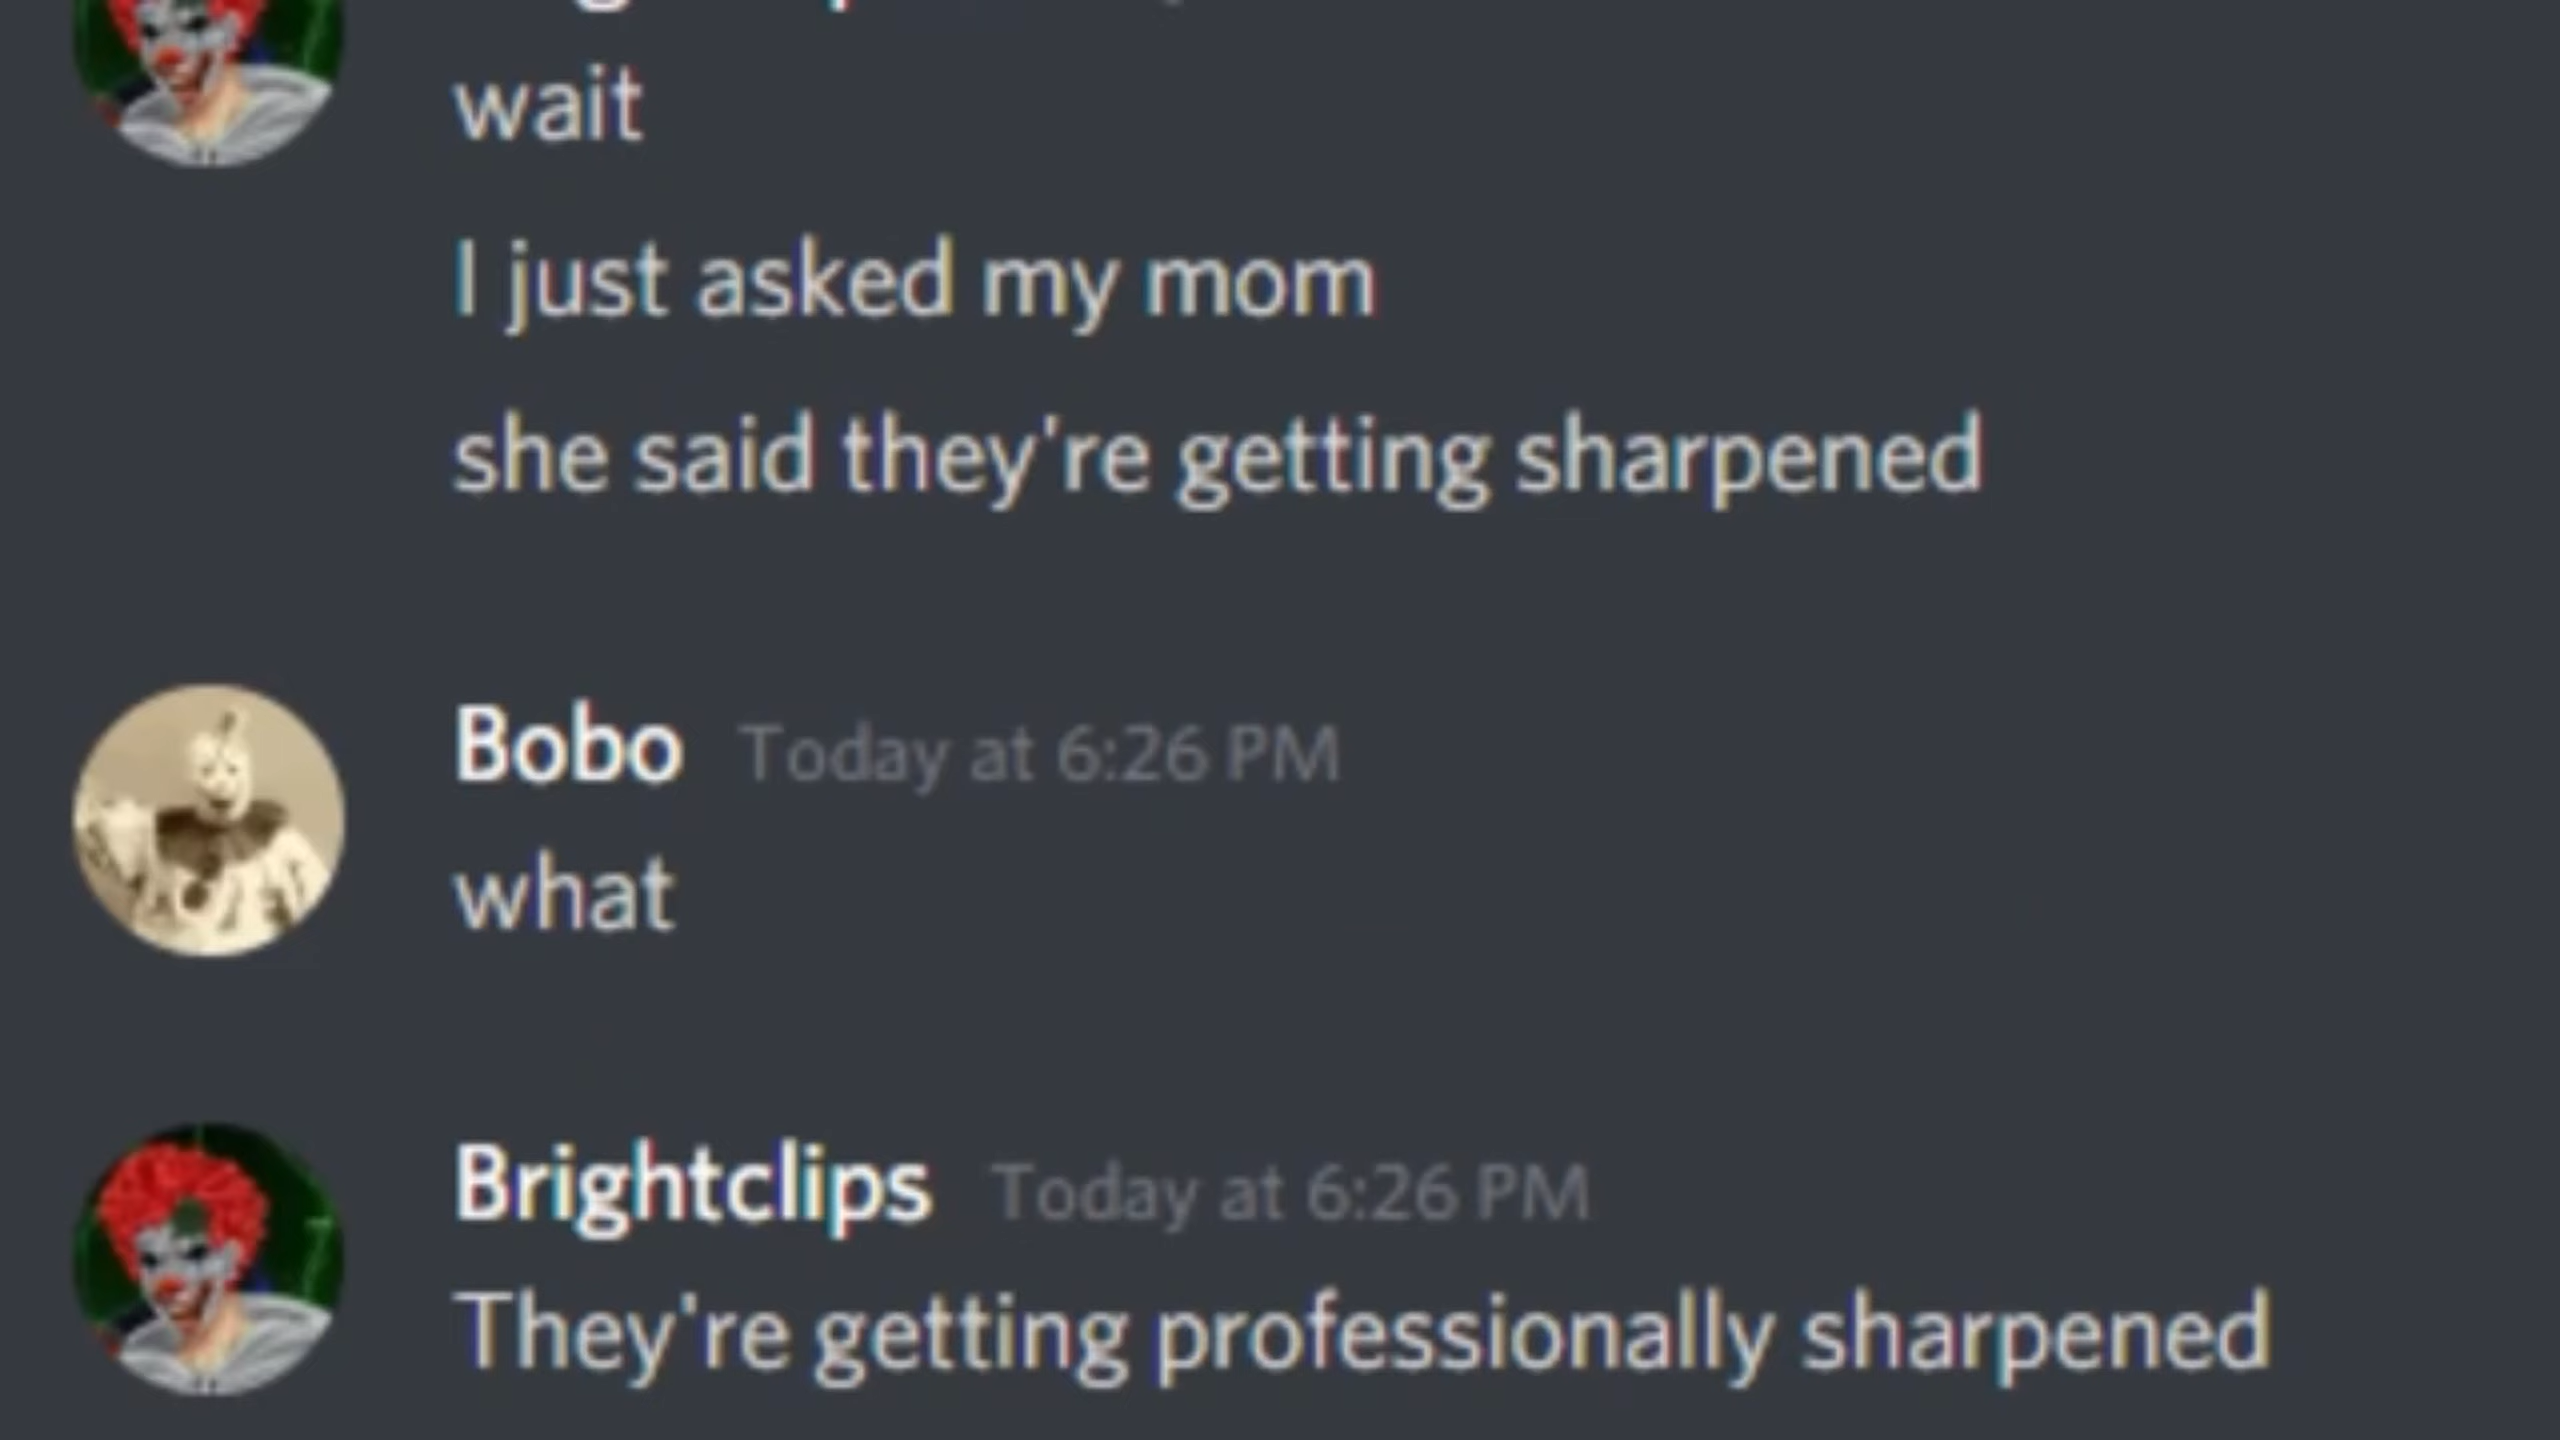 wait
I just asked my mom
she said they're getting sharpened
Bobo Today at 6:26 PM
what
Brightclips Today at 6:26 PM
They're getting professionally sharpened